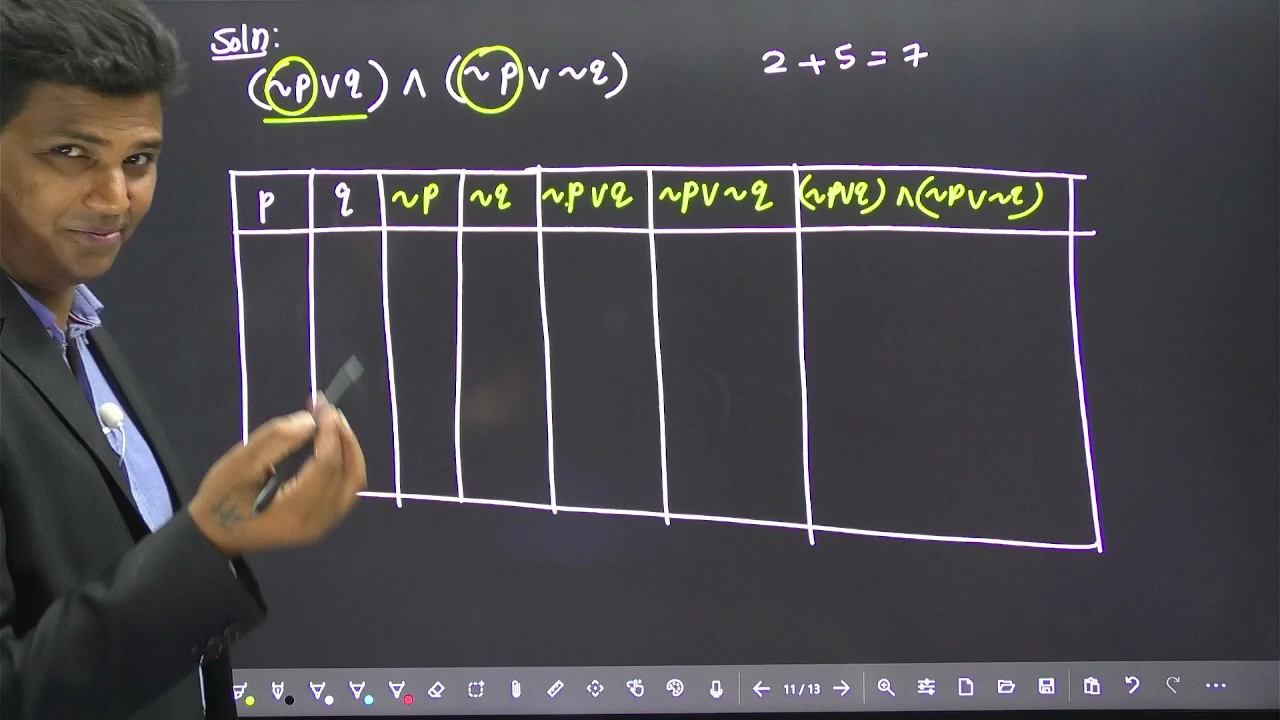 Soln:
(~p∨q) ∧ (~p∨~q)
2+5=7
p q ~p ~q ~p∨q ~p∨~q (~p∨q)∧(~p∨~q)
11/13